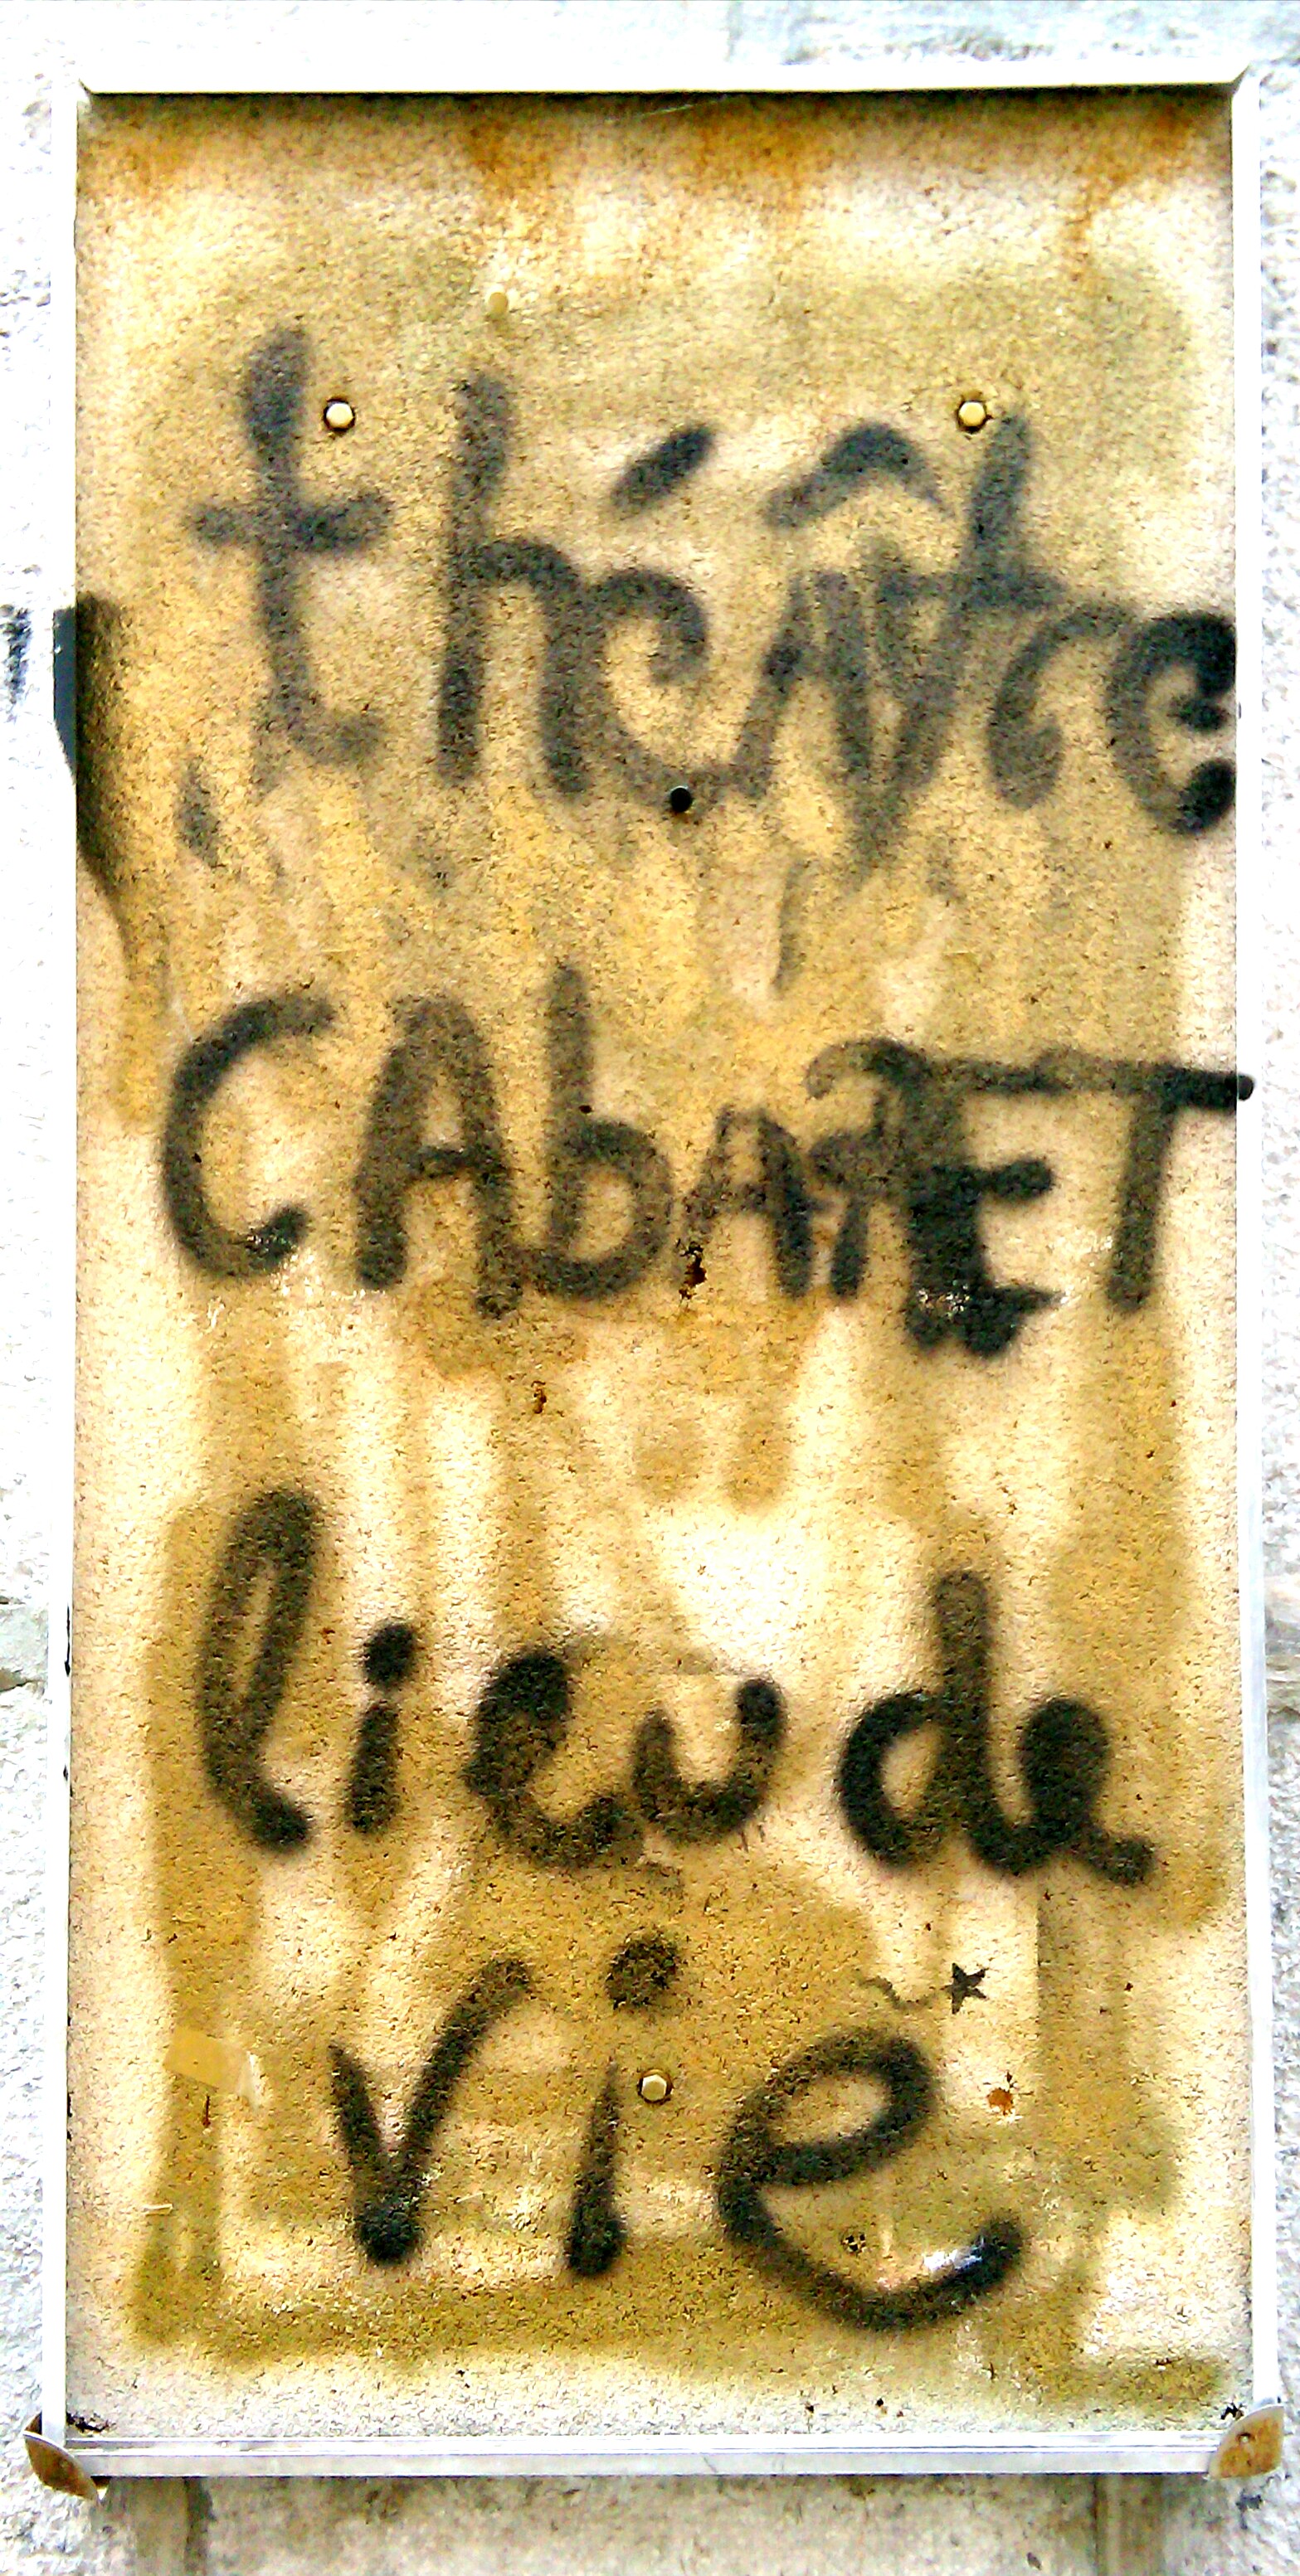 théâtre
CAbARET
lieu de
vie